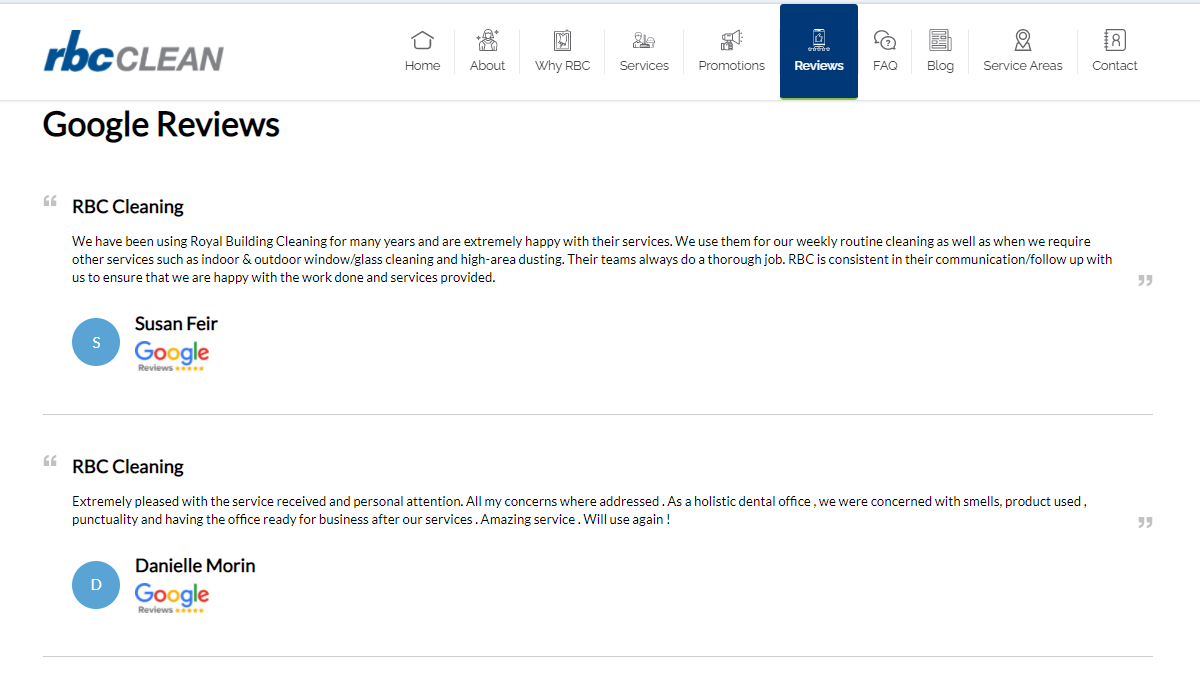 rbc CLEAN
Home About Why RBC Services Promotions Reviews FAQ Blog Service Areas Contact
Google Reviews
“ RBC Cleaning
We have been using Royal Building Cleaning for many years and are extremely happy with their services. We use them for our weekly routine cleaning as well as when we require
other services such as indoor & outdoor window/glass cleaning and high-area dusting. Their teams always do a thorough job. RBC is consistent in their communication/follow up with
us to ensure that we are happy with the work done and services provided. ”
Susan Feir
S
Google
Reviews
“ RBC Cleaning
Extremely pleased with the service received and personal attention. All my concerns where addressed . As a holistic dental office , we were concerned with smells, product used ,
punctuality and having the office ready for business after our services . Amazing service . Will use again ! ”
Danielle Morin
D
Google
Reviews